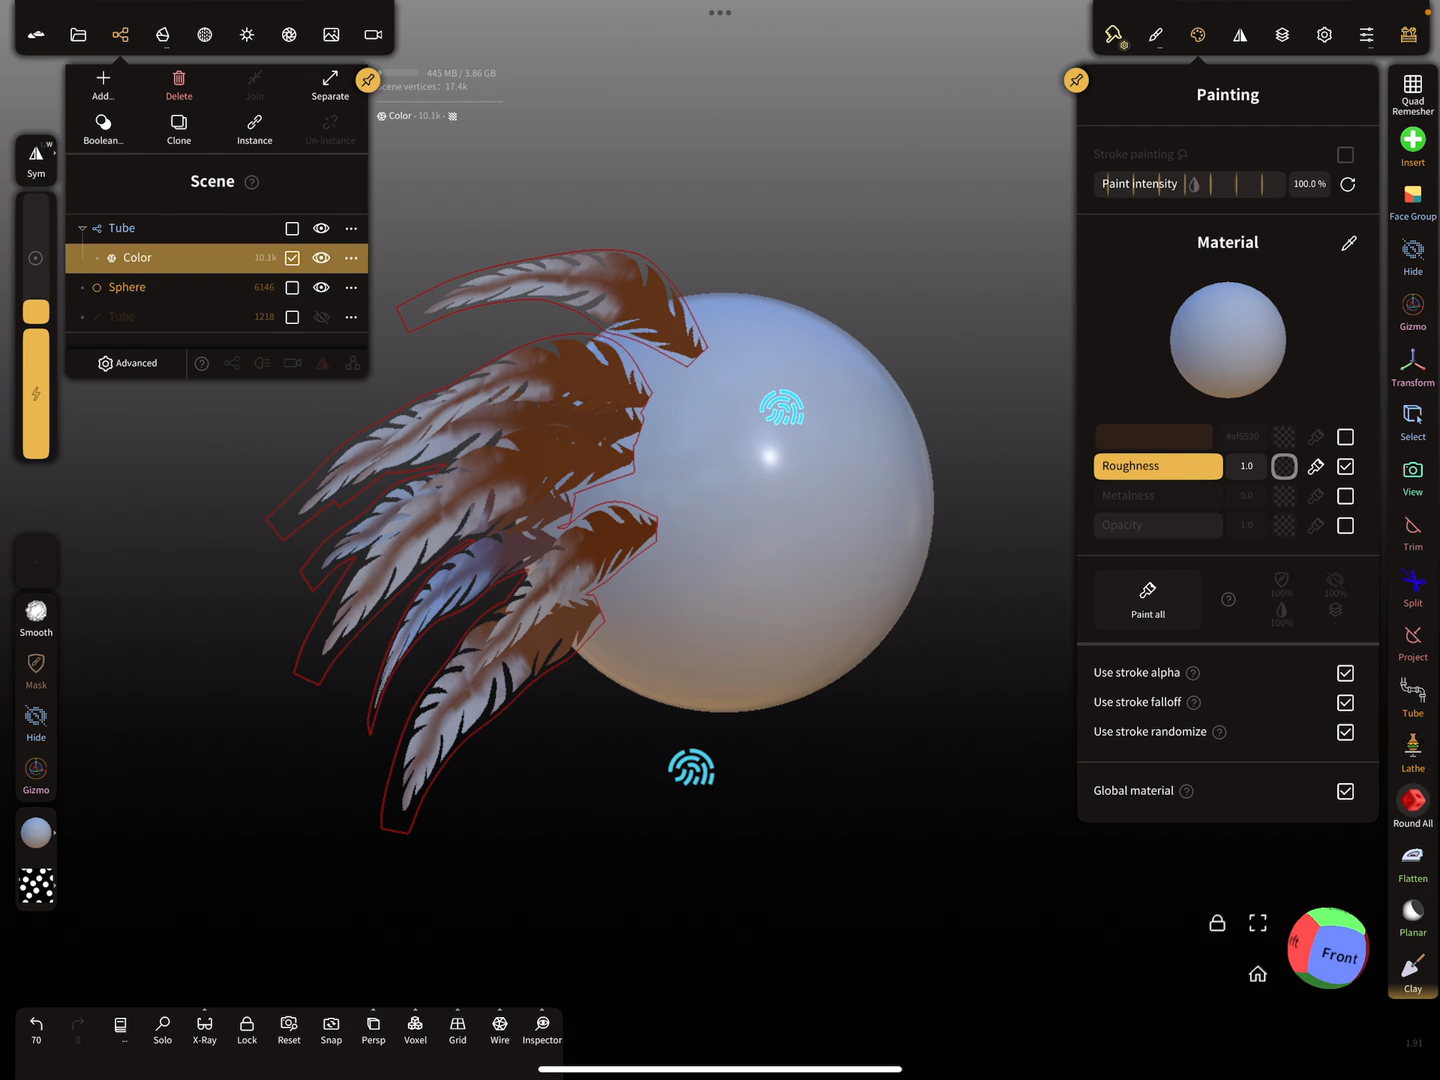 Add...
Delete
Join
Separate
Boolean...
Clone
Instance
Un-instance
Scene
Tube
Color 10.1k
Sphere 6146
Tube 1218
Advanced
445 MB / 3.86 GB
Scene vertices: 17.4k
Color - 10.1k -
W
Sym
Smooth
Mask
Hide
Gizmo
Painting
Stroke painting
Paint intensity 100.0 %
Material
#af6530
Roughness 1.0
Metalness 0.0
Opacity 1.0
Paint all
100% 100%
100% -
Use stroke alpha
Use stroke falloff
Use stroke randomize
Global material
Quad
Remesher
Insert
Face Group
Hide
Gizmo
Transform
Select
View
Trim
Split
Project
Tube
Lathe
Round All
Flatten
Planar
Clay
Front
70
0
...
Solo
X-Ray
Lock
Reset
Snap
Persp
Voxel
Grid
Wire
Inspector
1.91